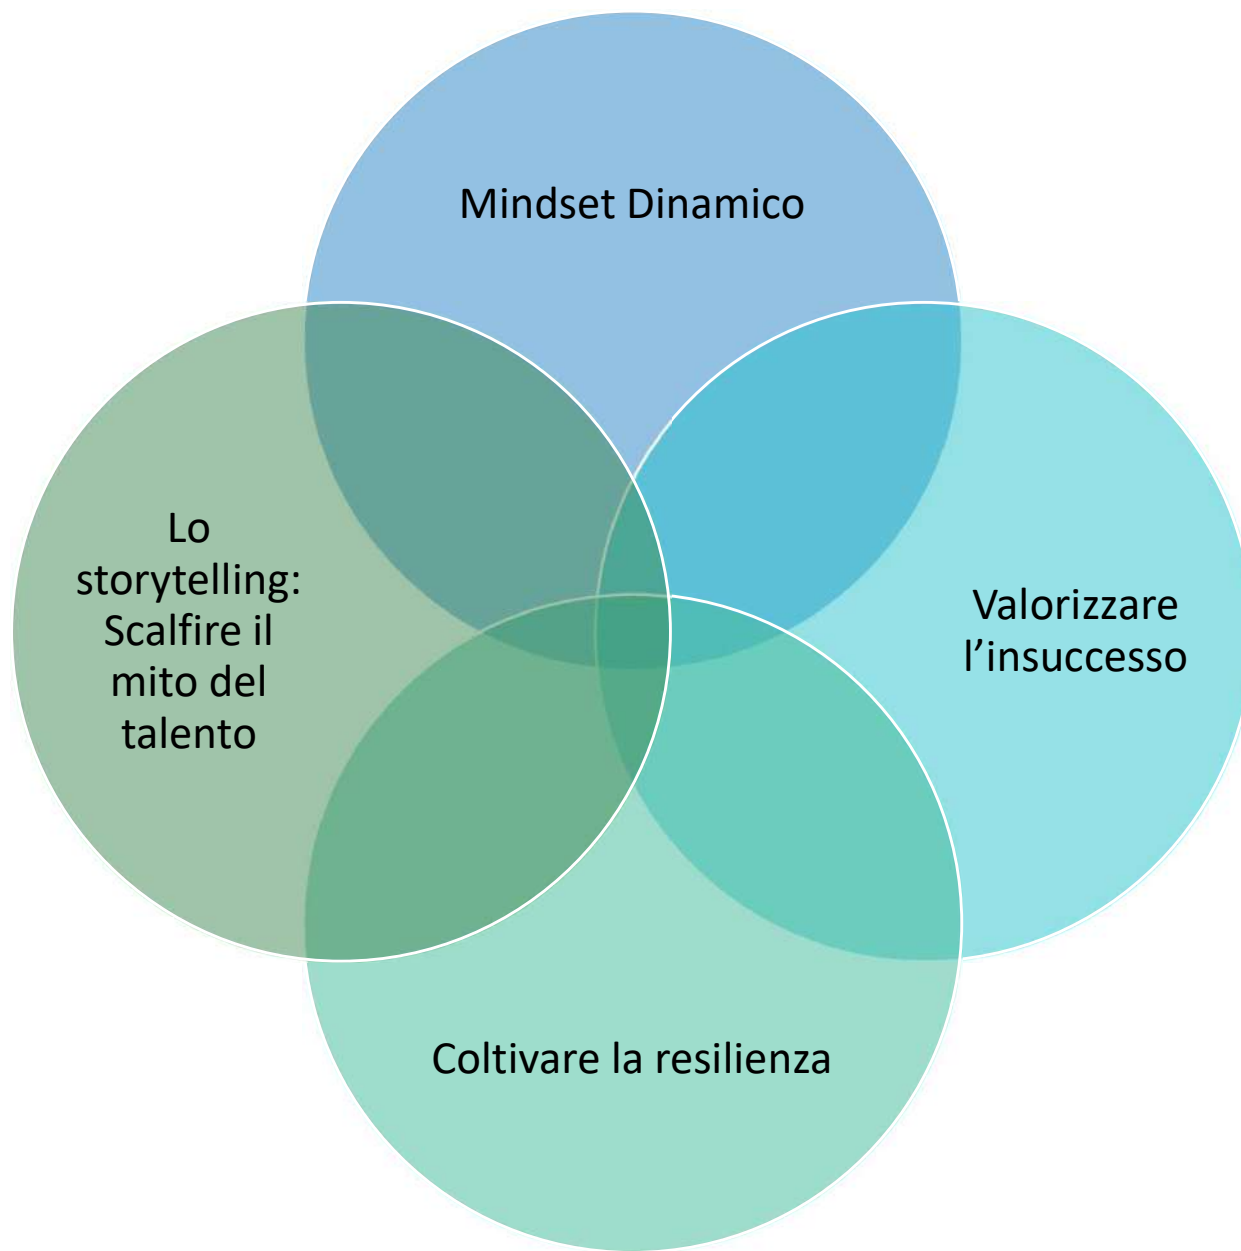 Mindset Dinamico
Lo
storytelling:
Scalfire il
mito del
talento
Valorizzare
l’insuccesso
Coltivare la resilienza